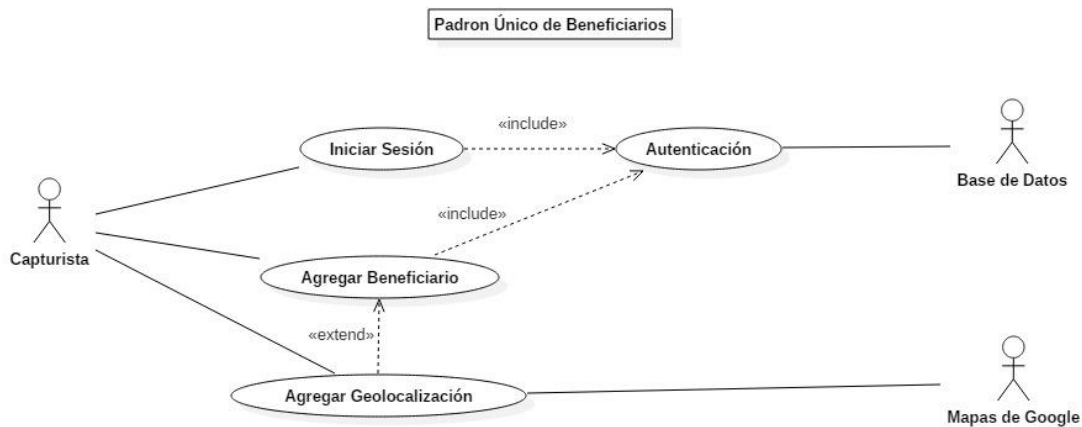 Padron Único de Beneficiarios
«include»
Iniciar Sesión
Autenticación
Base de Datos
«include»
Capturista
Agregar Beneficiario
«extend»
Agregar Geolocalización
Mapas de Google